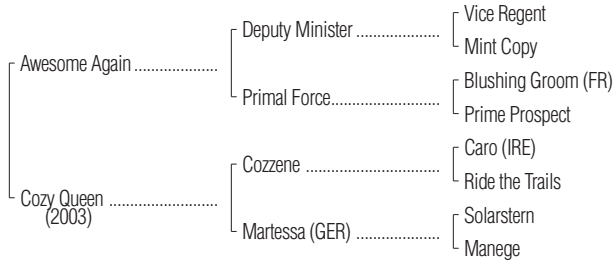 Vice Regent
Deputy Minister ....................
Mint Copy
Awesome Again ....................
Blushing Groom (FR)
Primal Force..........................
Prime Prospect
Caro (IRE)
Cozzene ................................
Ride the Trails
Cozy Queen ..........................
(2003)
Solarstern
Martessa (GER) ....................
Manege